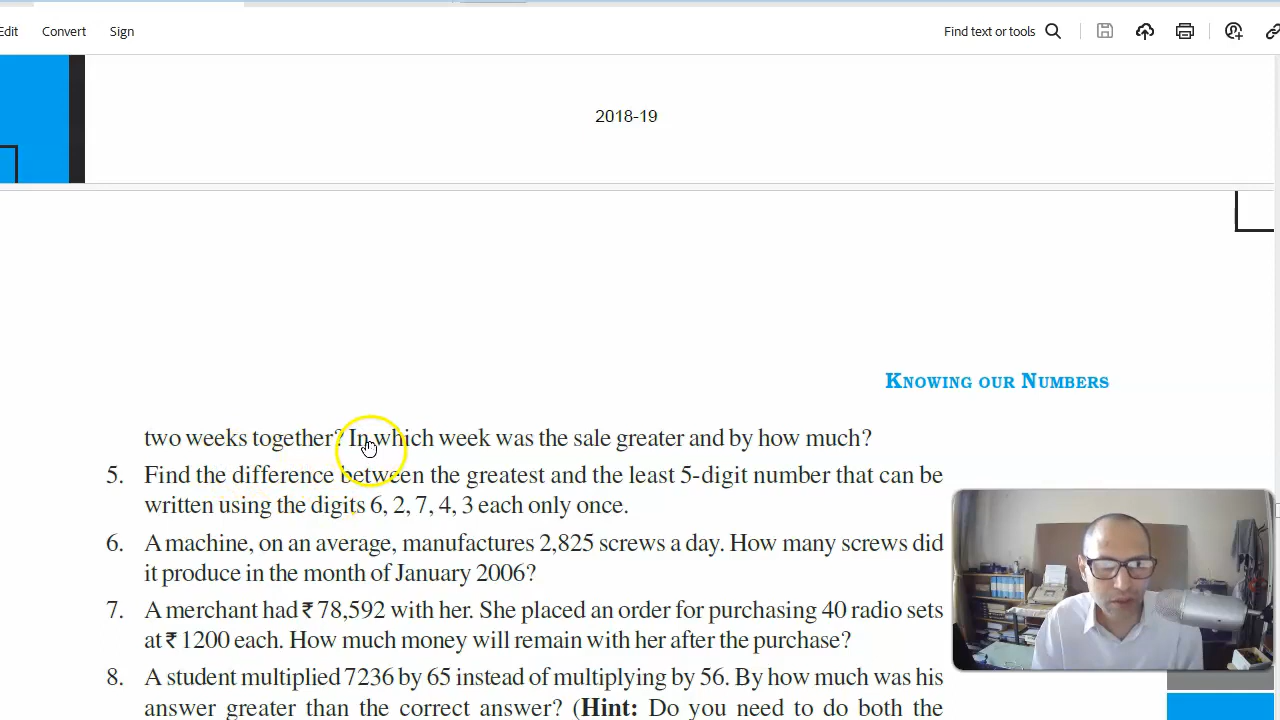 Edit Convert Sign Find text or tools
2018-19
KNOWING OUR NUMBERS
two weeks together? In which week was the sale greater and by how much?
5. Find the difference between the greatest and the least 5-digit number that can be
written using the digits 6, 2, 7, 4, 3 each only once.
6. A machine, on an average, manufactures 2,825 screws a day. How many screws did
it produce in the month of January 2006?
7. A merchant had ₹ 78,592 with her. She placed an order for purchasing 40 radio sets
at ₹ 1200 each. How much money will remain with her after the purchase?
8. A student multiplied 7236 by 65 instead of multiplying by 56. By how much was his
answer greater than the correct answer? (Hint: Do you need to do both the